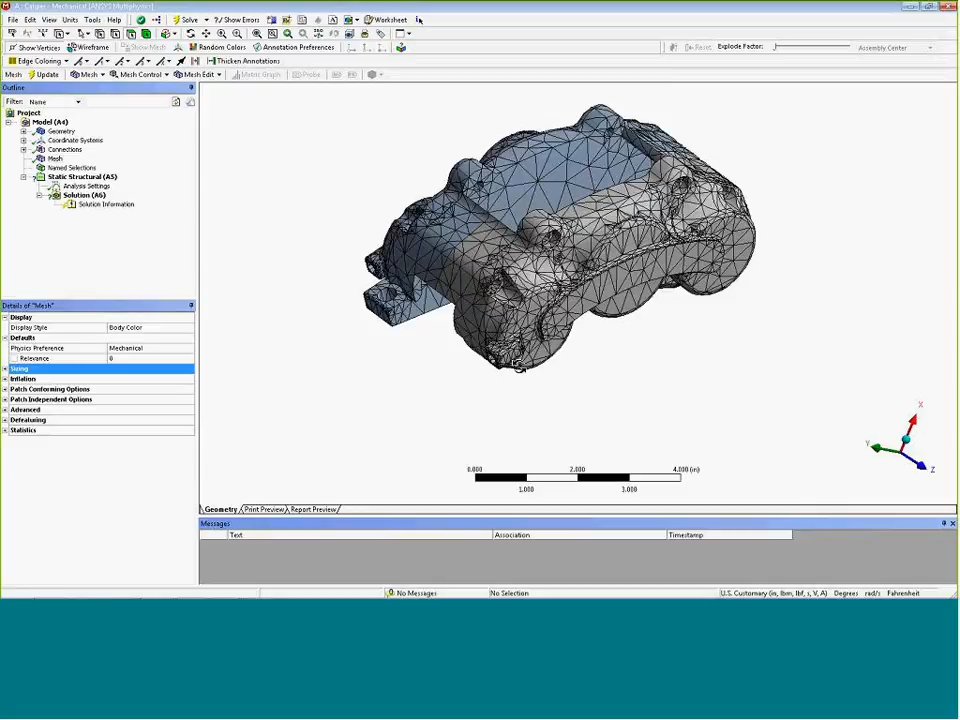 A : Caliper - Mechanical [ANSYS Multiphysics]
File Edit View Units Tools Help Solve ?/Show Errors Worksheet
Show Vertices Wireframe Show Mesh Random Colors Annotation Preferences Reset Explode Factor: Assembly Center
Edge Coloring Thicken Annotations
Mesh Update Mesh Mesh Control Mesh Edit Metric Graph Probe
Outline
Filter: Name
Project
Model (A4)
Geometry
Coordinate Systems
Connections
Mesh
Named Selections
Static Structural (A5)
Analysis Settings
Solution (A6)
Solution Information
Details of "Mesh"
Display
Display Style Body Color
Defaults
Physics Preference Mechanical
Relevance 0
Sizing
Inflation
Patch Conforming Options
Patch Independent Options
Advanced
Defeaturing
Statistics
X
Y
Z
0.000 2.000 4.000 (in)
1.000 3.000
Geometry Print Preview Report Preview
Messages
Text Association Timestamp
No Messages No Selection U.S. Customary (in, lbm, lbf, s, V, A) Degrees rad/s Fahrenheit